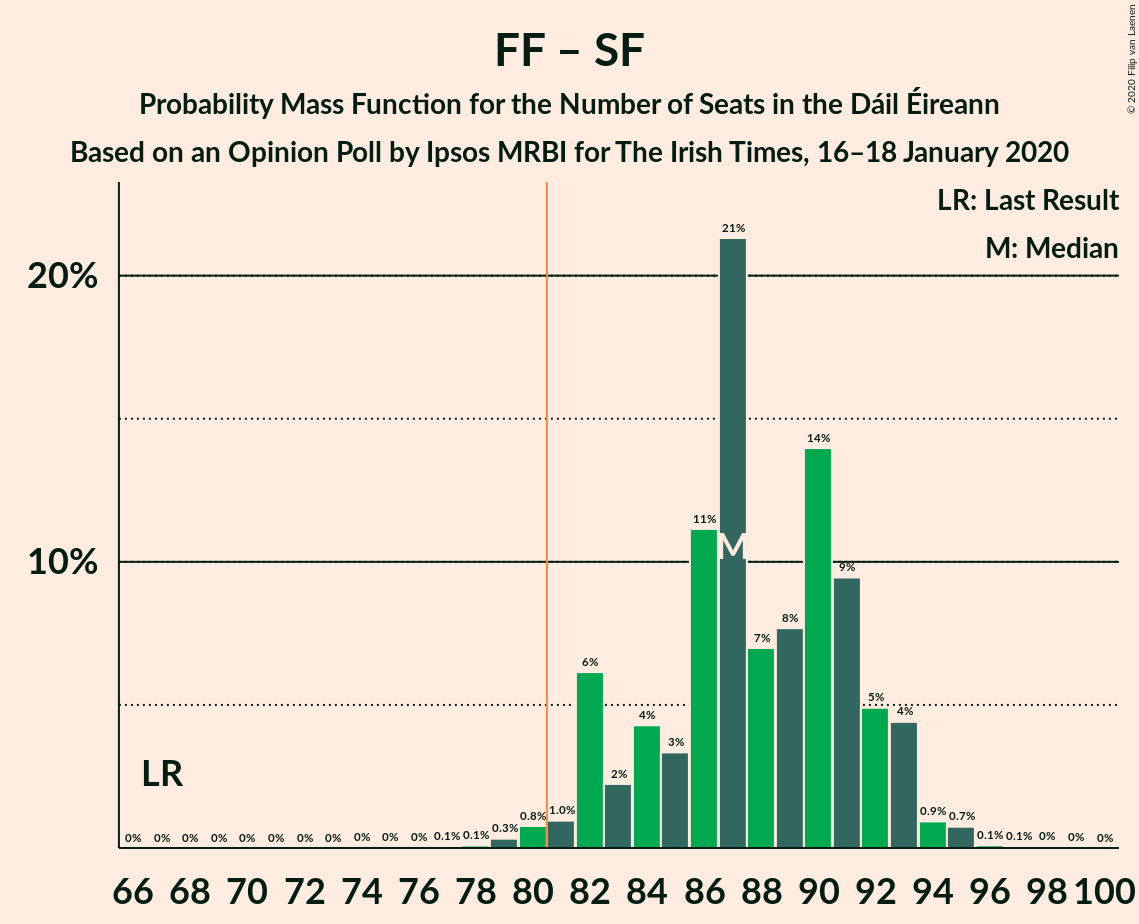 FF – SF
Probability Mass Function for the Number of Seats in the Dáil Éireann
Based on an Opinion Poll by Ipsos MRBI for The Irish Times, 16–18 January 2020
© 2020 Filip van Laenen
LR: Last Result
M: Median
20%
10%
LR
M
0% 0% 0% 0% 0% 0% 0% 0% 0% 0% 0% 0.1% 0.1% 0.3% 0.8% 1.0% 6% 2% 4% 3% 11% 21% 7% 8% 14% 9% 5% 4% 0.9% 0.7% 0.1% 0.1% 0% 0% 0%
66 68 70 72 74 76 78 80 82 84 86 88 90 92 94 96 98 100